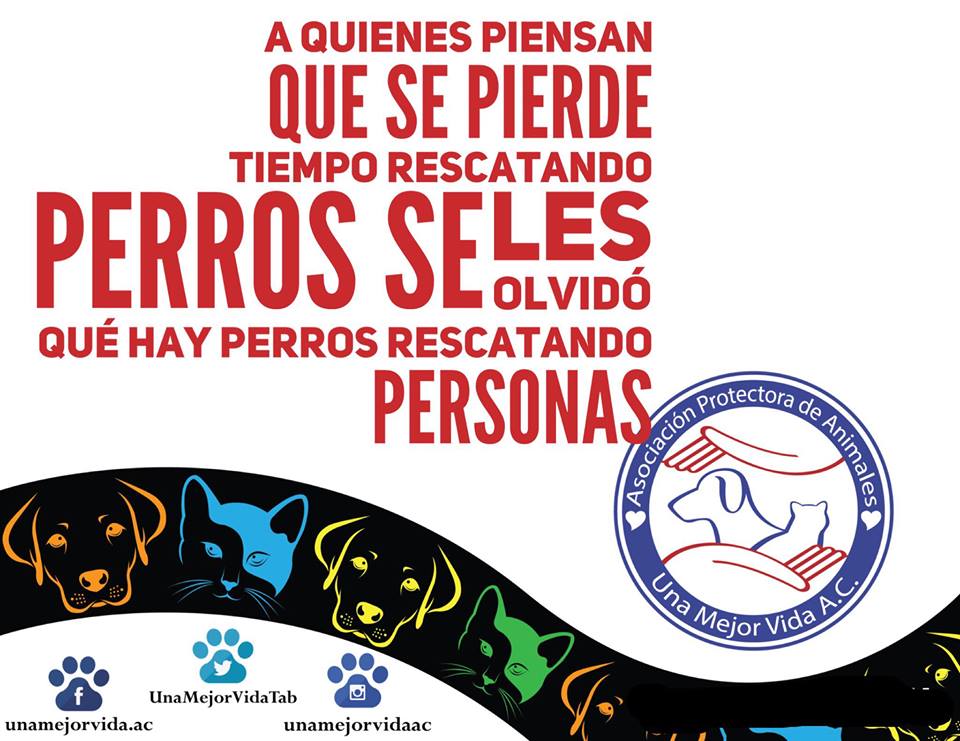 A QUIENES PIENSAN
QUE SE PIERDE
TIEMPO RESCATANDO
PERROS SE LES
OLVIDÓ
QUÉ HAY PERROS RESCATANDO
PERSONAS
Asociación Protectora de Animales
Una Mejor Vida A.C.
unamejorvida.ac
UnaMejorVidaTab
unamejorvidaac